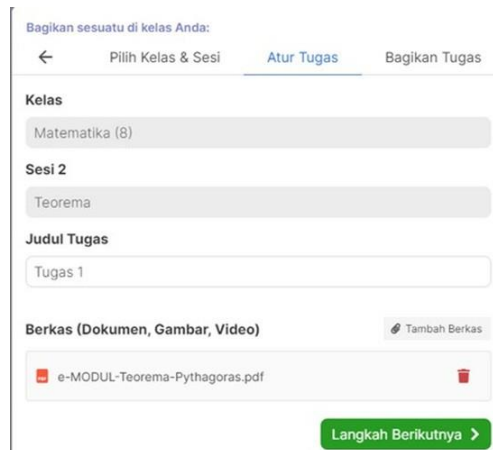 Bagikan sesuatu di kelas Anda:
Pilih Kelas & Sesi Atur Tugas Bagikan Tugas
Kelas
Matematika (8)
Sesi 2
Teorema
Judul Tugas
Tugas 1
Berkas (Dokumen, Gambar, Video) Tambah Berkas
e-MODUL-Teorema-Pythagoras.pdf
Langkah Berikutnya